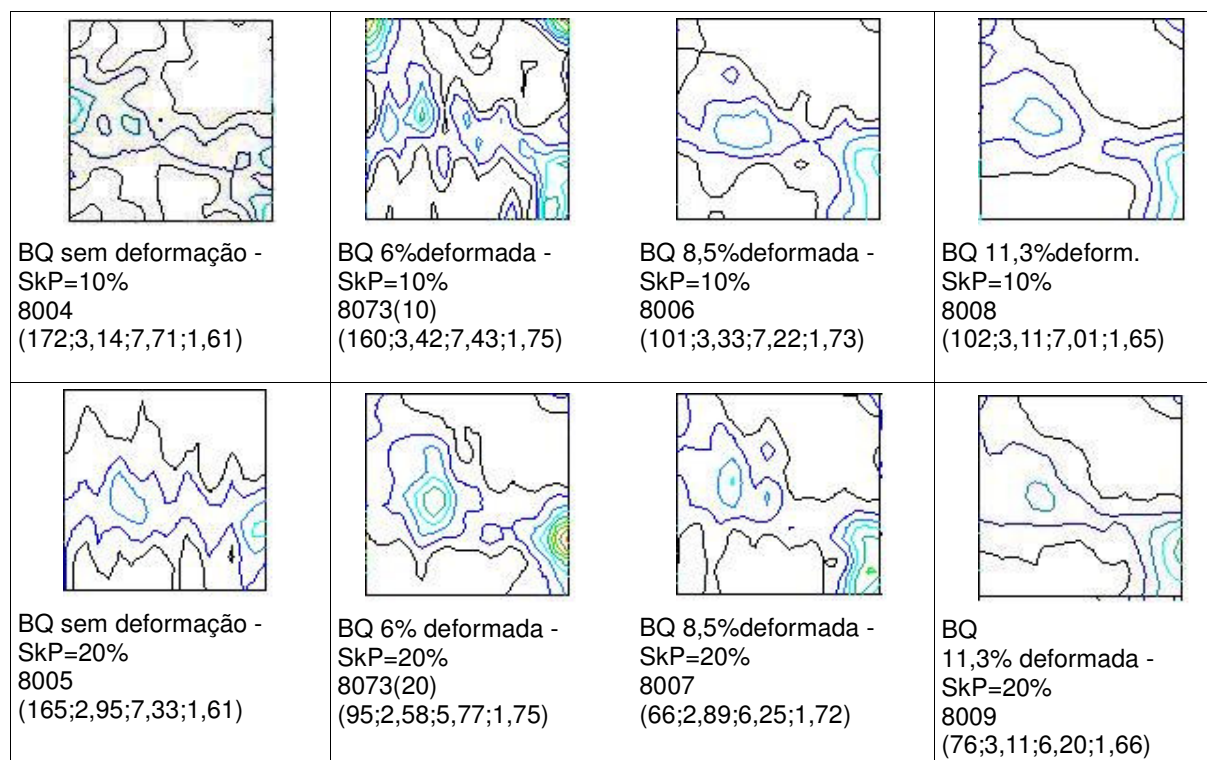 BQ sem deformação -
SkP=10%
8004
(172;3,14;7,71;1,61)
BQ 6%deformada -
SkP=10%
8073(10)
(160;3,42;7,43;1,75)
BQ 8,5%deformada -
SkP=10%
8006
(101;3,33;7,22;1,73)
BQ 11,3%deform.
SkP=10%
8008
(102;3,11;7,01;1,65)
BQ sem deformação -
SkP=20%
8005
(165;2,95;7,33;1,61)
BQ 6% deformada -
SkP=20%
8073(20)
(95;2,58;5,77;1,75)
BQ 8,5%deformada -
SkP=20%
8007
(66;2,89;6,25;1,72)
BQ
11,3% deformada -
SkP=20%
8009
(76;3,11;6,20;1,66)